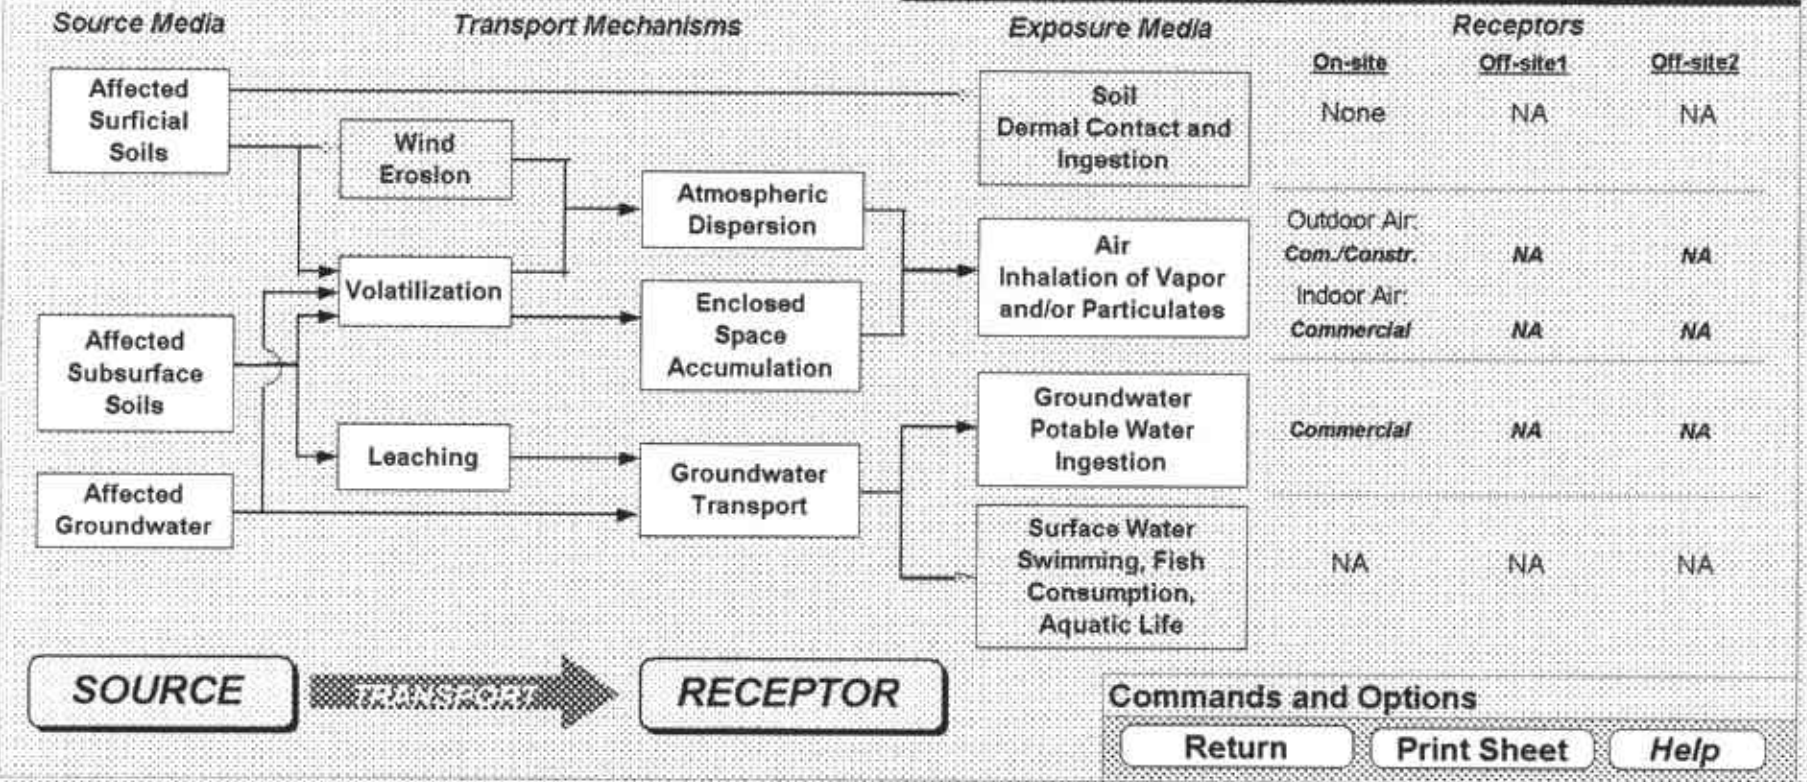 Source Media
Transport Mechanisms
Exposure Media
Receptors
On-site
Off-site1
Off-site2
Affected
Surficial
Soils
Wind
Erosion
Atmospheric
Dispersion
Soil
Dermal Contact and
Ingestion
None
NA
NA
Volatilization
Enclosed
Space
Accumulation
Air
Inhalation of Vapor
and/or Particulates
Outdoor Air:
Com./Constr.
NA
NA
Indoor Air:
Commercial
NA
NA
Affected
Subsurface
Soils
Leaching
Groundwater
Transport
Groundwater
Potable Water
Ingestion
Commercial
NA
NA
Affected
Groundwater
Surface Water
Swimming, Fish
Consumption,
Aquatic Life
NA
NA
NA
SOURCE
TRANSPORT
RECEPTOR
Commands and Options
Return
Print Sheet
Help